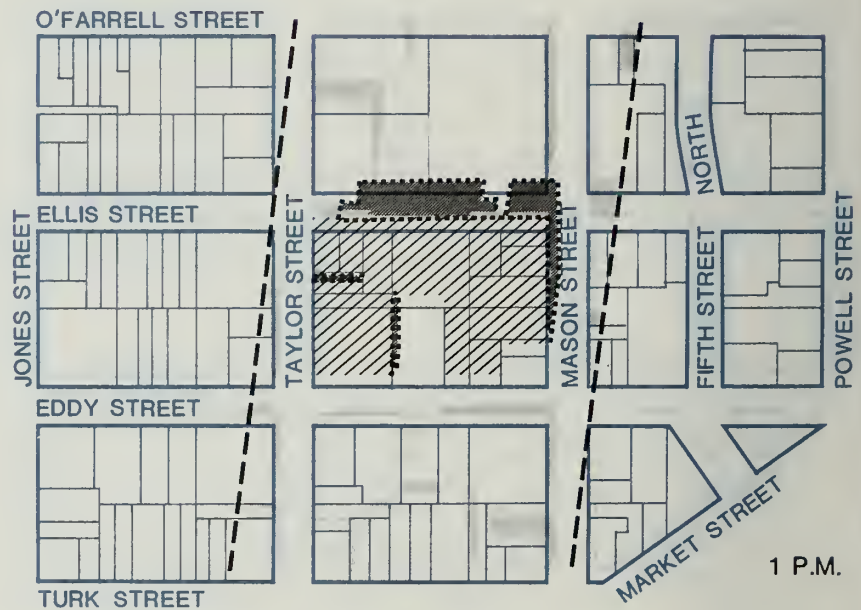 O'FARRELL STREET
ELLIS STREET
EDDY STREET
TURK STREET
JONES STREET
TAYLOR STREET
MASON STREET
NORTH
FIFTH STREET
POWELL STREET
MARKET STREET
1 P.M.